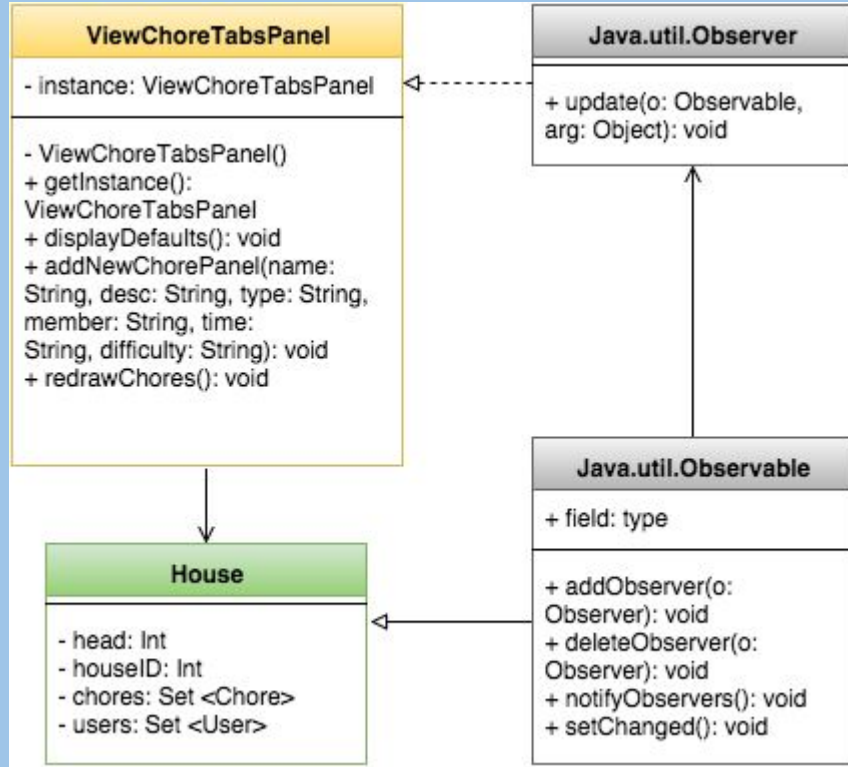 ViewChoreTabsPanel
- instance: ViewChoreTabsPanel
- ViewChoreTabsPanel()
+ getInstance():
ViewChoreTabsPanel
+ displayDefaults(): void
+ addNewChorePanel(name:
String, desc: String, type: String,
member: String, time:
String, difficulty: String): void
+ redrawChores(): void
Java.util.Observer
+ update(o: Observable,
arg: Object): void
House
- head: Int
- houseID: Int
- chores: Set <Chore>
- users: Set <User>
Java.util.Observable
+ field: type
+ addObserver(o:
Observer): void
+ deleteObserver(o:
Observer): void
+ notifyObservers(): void
+ setChanged(): void